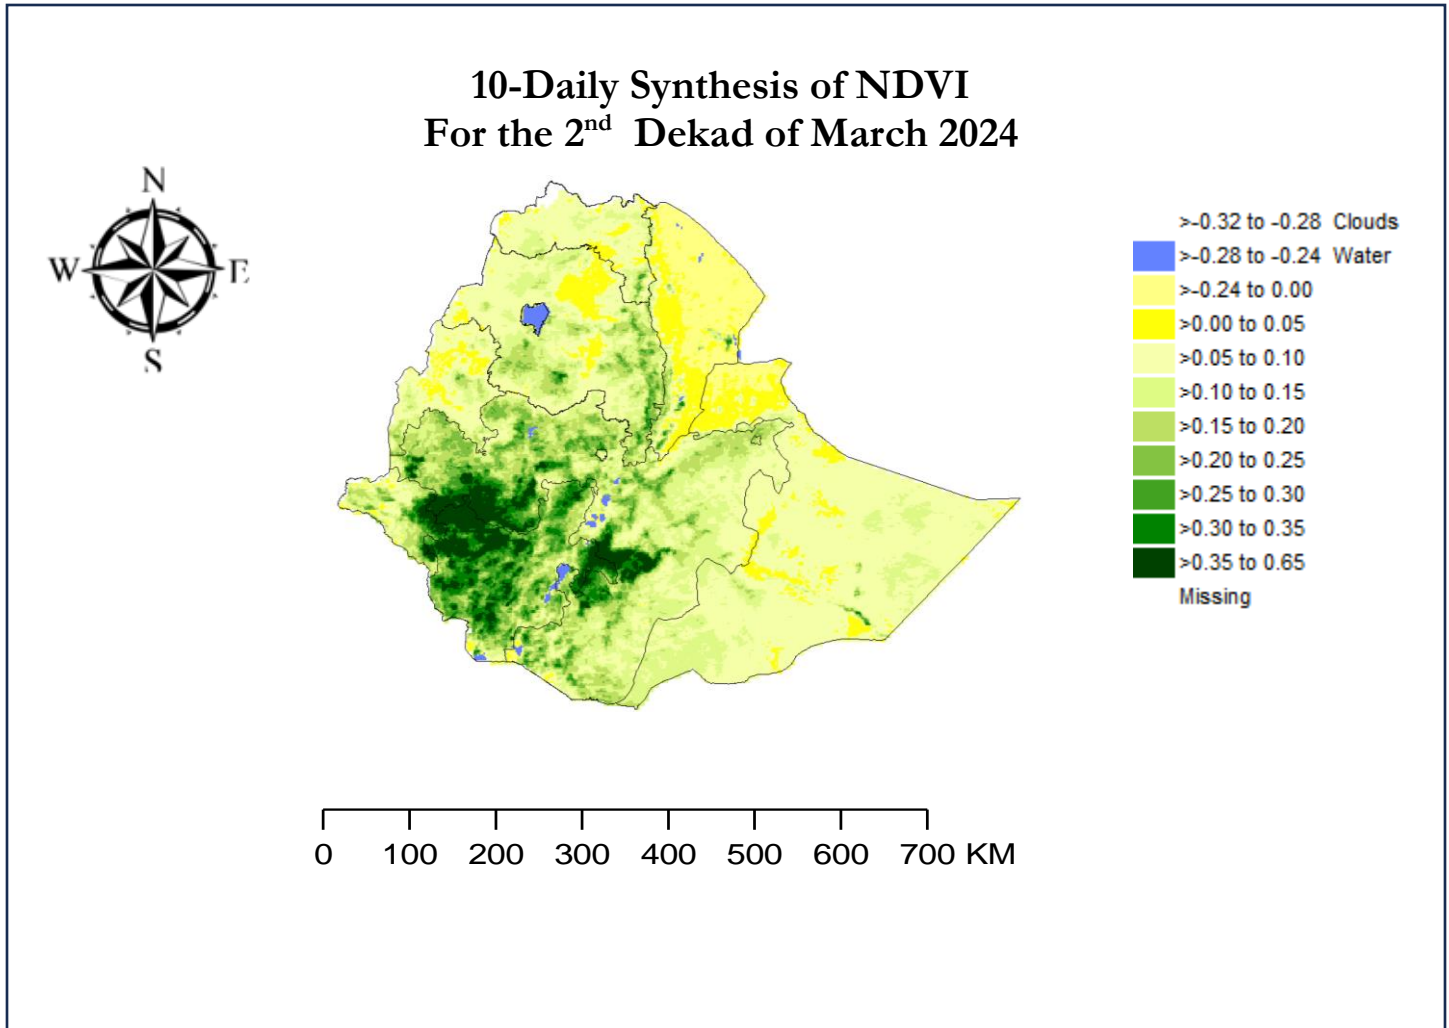 10-Daily Synthesis of NDVI
For the 2nd Dekad of March 2024
N
W E
S
>-0.32 to -0.28 Clouds
>-0.28 to -0.24 Water
>-0.24 to 0.00
>0.00 to 0.05
>0.05 to 0.10
>0.10 to 0.15
>0.15 to 0.20
>0.20 to 0.25
>0.25 to 0.30
>0.30 to 0.35
>0.35 to 0.65
Missing
0 100 200 300 400 500 600 700 KM